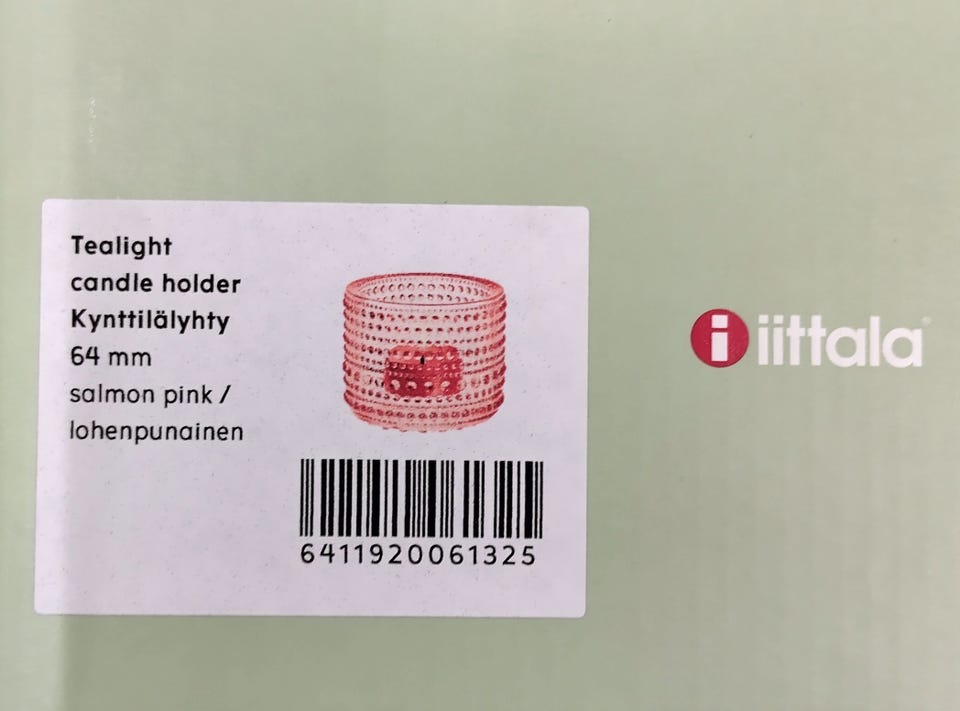 Tealight
candle holder
Kynttilälyhty
64 mm
salmon pink /
lohenpunainen
6411920061325
i iittala